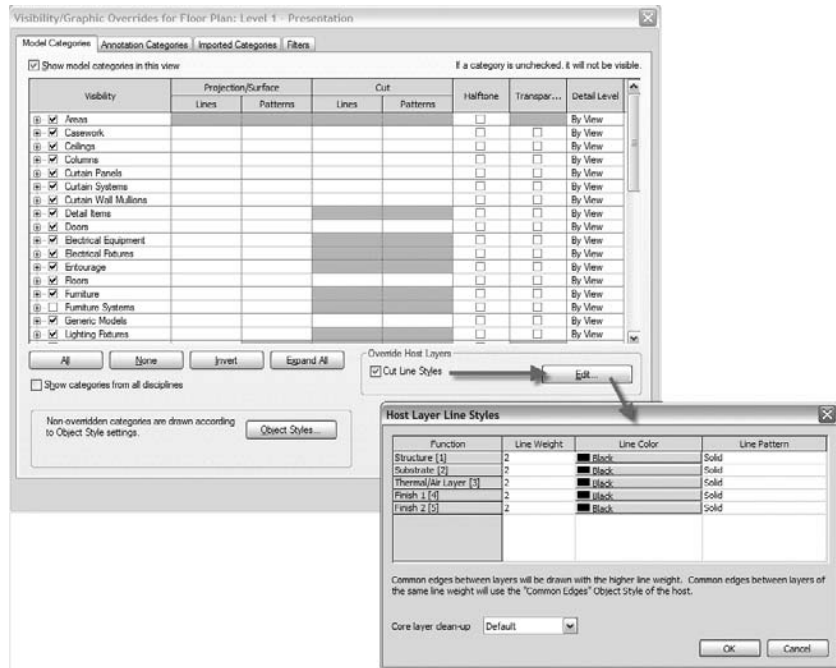 Visibility/Graphic Overrides for Floor Plan: Level 1 - Presentation
Model Categories Annotation Categories Imported Categories Filters
Show model categories in this view If a category is unchecked, it will not be visible.
Visibility Projection/Surface Cut Halftone Transpar... Detail Level
Lines Patterns Lines Patterns
Areas By View
Casework By View
Ceilings By View
Columns By View
Curtain Panels By View
Curtain Systems By View
Curtain Wall Mullions By View
Detail Items By View
Doors By View
Electrical Equipment By View
Electrical Fixtures By View
Entourage By View
Floors By View
Furniture By View
Furniture Systems By View
Generic Models By View
Lighting Fixtures By View
All None Invert Expand All
Override Host Layers
Cut Line Styles Edit...
Show categories from all disciplines
Non-overridden categories are drawn according
to Object Style settings.
Object Styles...
Host Layer Line Styles
Function Line Weight Line Color Line Pattern
Structure [1] 2 Black Solid
Substrate [2] 2 Black Solid
Thermal/Air Layer [3] 2 Black Solid
Finish 1 [4] 2 Black Solid
Finish 2 [5] 2 Black Solid
Common edges between layers will be drawn with the higher line weight. Common edges between layers of
the same line weight will use the "Common Edges" Object Style of the host.
Core layer clean-up Default
OK Cancel